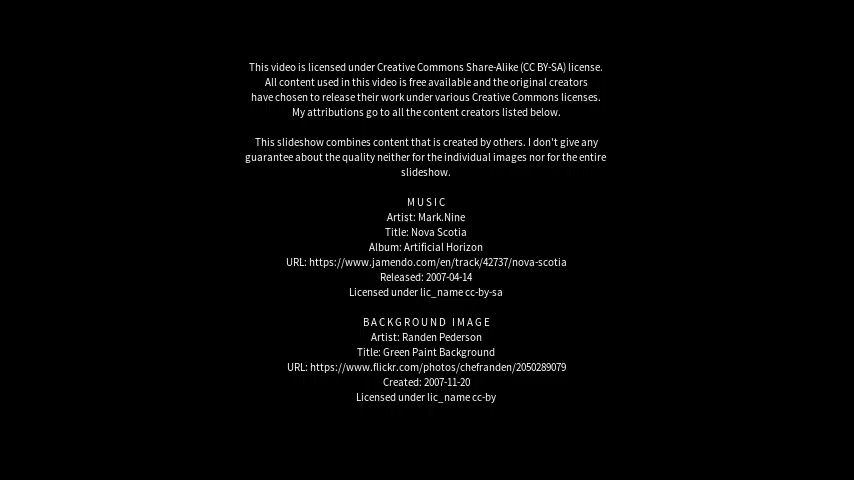 This video is licensed under Creative Commons Share-Alike (CC BY-SA) license.
All content used in this video is free available and the original creators
have chosen to release their work under various Creative Commons licenses.
My attributions go to all the content creators listed below.
This slideshow combines content that is created by others. I don't give any
guarantee about the quality neither for the individual images nor for the entire
slideshow.
MUSIC
Artist: Mark.Nine
Title: Nova Scotia
Album: Artificial Horizon
URL: https://www.jamendo.com/en/track/42737/nova-scotia
Released: 2007-04-14
Licensed under lic_name cc-by-sa
BACKGROUND IMAGE
Artist: Randen Pederson
Title: Green Paint Background
URL: https://www.flickr.com/photos/chefranden/2050289079
Created: 2007-11-20
Licensed under lic_name cc-by